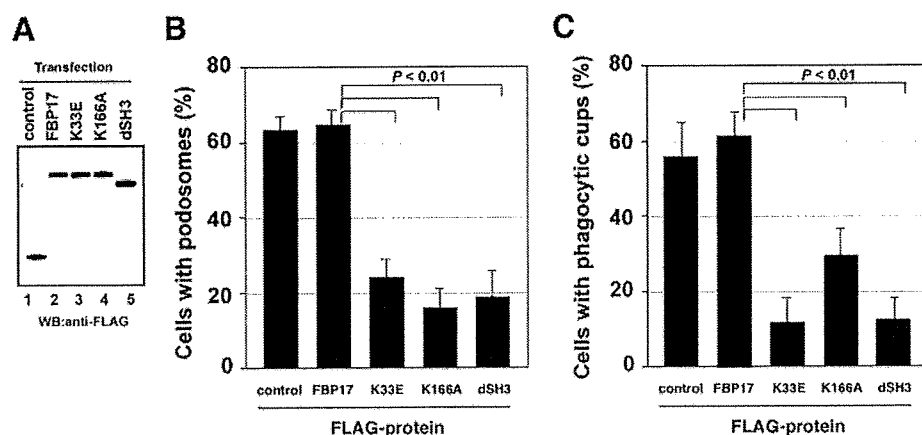 A
Transfection
control
FBP17
K33E
K166A
dSH3
1 2 3 4 5
WB:anti-FLAG
B
Cells with podosomes (%)
80
60
40
20
0
P < 0.01
control FBP17 K33E K166A dSH3
FLAG-protein
C
Cells with phagocytic cups (%)
80
60
40
20
0
P < 0.01
control FBP17 K33E K166A dSH3
FLAG-protein